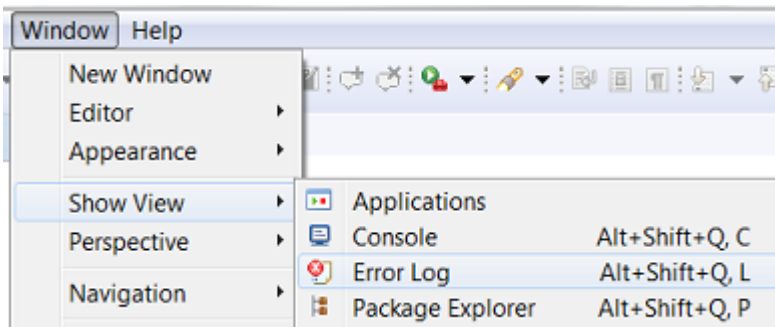 Window Help
New Window
Editor
Appearance
Show View
Perspective
Navigation
Applications
Console Alt+Shift+Q, C
Error Log Alt+Shift+Q, L
Package Explorer Alt+Shift+Q, P